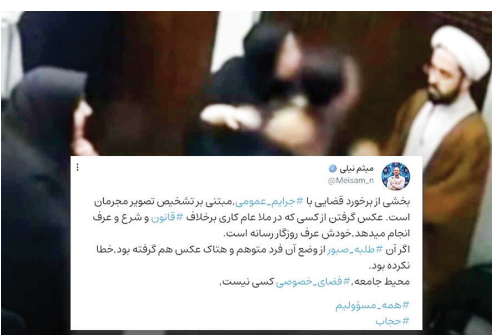 میثم نیلی
@Meisam_n
بخشی از برخورد قضایی با #جرایم_عمومی،مبتنی بر تشخیص تصویر مجرمان
است. عکس گرفتن از کسی که در ملا عام کاری برخلاف #قانون و شرع و عرف
انجام میدهد،خودش عرف روزگار رسانه است.
اگر آن #طلبه_صبور از وضع آن فرد متوهم و هتاک عکس هم گرفته بود،خطا
نکرده بود.
محیط جامعه،#فضای_خصوصی کسی نیست،
#همه_مسؤولیم
#حجاب